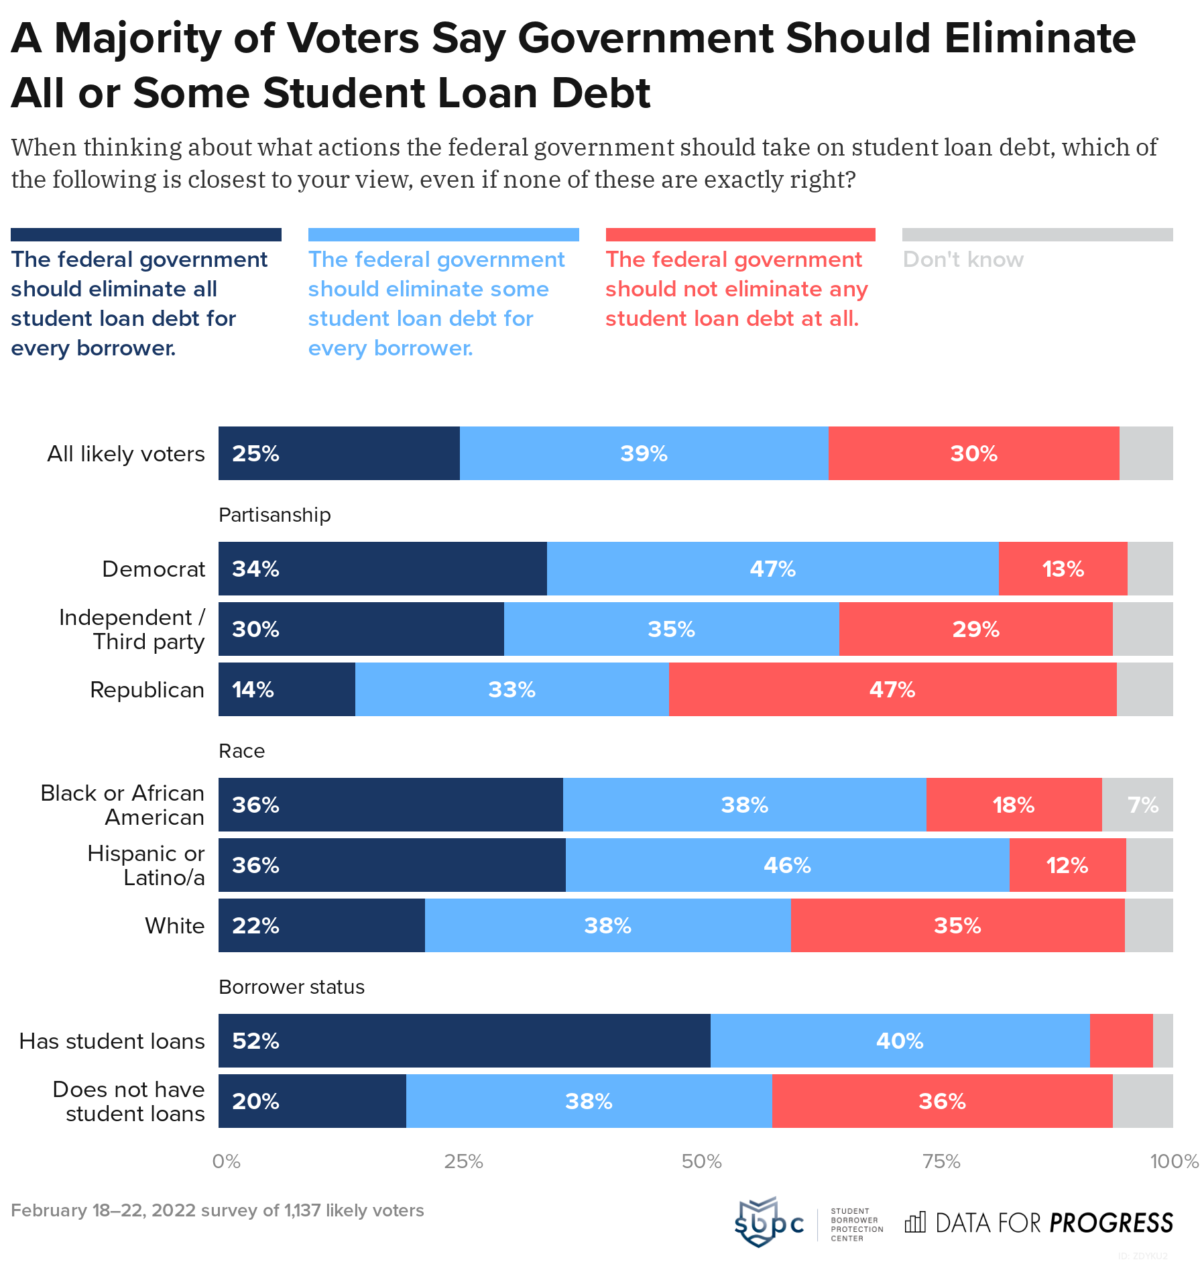 A Majority of Voters Say Government Should Eliminate
All or Some Student Loan Debt
When thinking about what actions the federal government should take on student loan debt, which of
the following is closest to your view, even if none of these are exactly right?
The federal government
should eliminate all
student loan debt for
every borrower.
The federal government
should eliminate some
student loan debt for
every borrower.
The federal government
should not eliminate any
student loan debt at all.
Don't know
All likely voters 25% 39% 30%
Partisanship
Democrat 34% 47% 13%
Independent /
Third party 30% 35% 29%
Republican 14% 33% 47%
Race
Black or African
American 36% 38% 18% 7%
Hispanic or
Latino/a 36% 46% 12%
White 22% 38% 35%
Borrower status
Has student loans 52% 40%
Does not have
student loans 20% 38% 36%
0% 25% 50% 75% 100%
February 18–22, 2022 survey of 1,137 likely voters
sbpc
STUDENT
BORROWER
PROTECTION
CENTER
DATA FOR PROGRESS